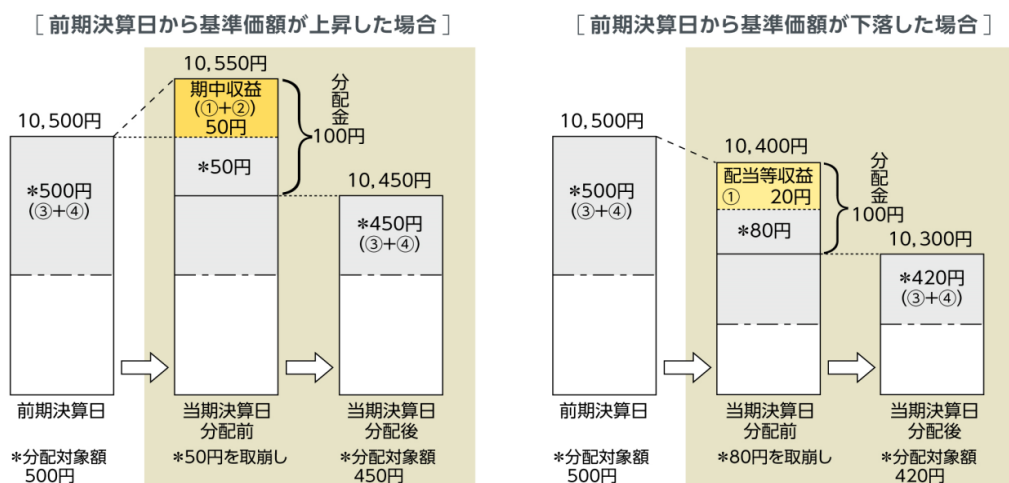 [前期決算日から基準価額が上昇した場合]
10,500円
*500円
(③+④)
前期決算日
*分配対象額
500円
10,550円
期中収益
(①+②)
50円
*50円
分配金
100円
当期決算日
分配前
*50円を取崩し
10,450円
*450円
(③+④)
当期決算日
分配後
*分配対象額
450円
[前期決算日から基準価額が下落した場合]
10,500円
*500円
(③+④)
前期決算日
*分配対象額
500円
10,400円
配当等収益
① 20円
*80円
分配金
100円
当期決算日
分配前
*80円を取崩し
10,300円
*420円
(③+④)
当期決算日
分配後
*分配対象額
420円